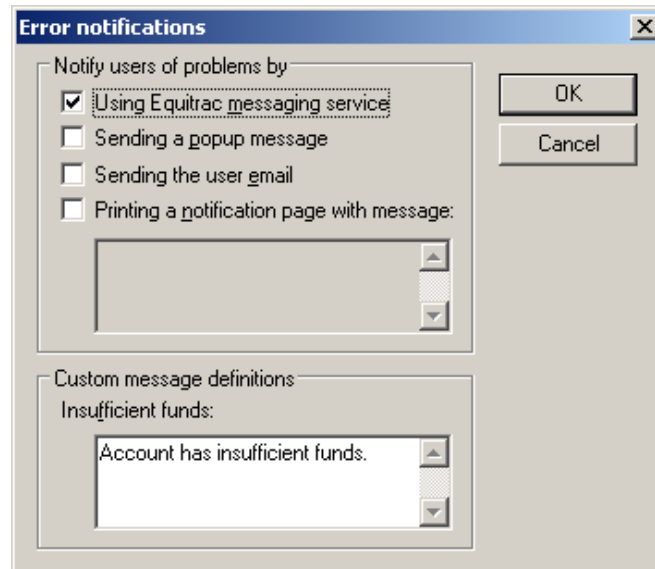 Error notifications
Notify users of problems by
Using Equitrac messaging service
Sending a popup message
Sending the user email
Printing a notification page with message:
OK
Cancel
Custom message definitions
Insufficient funds:
Account has insufficient funds.